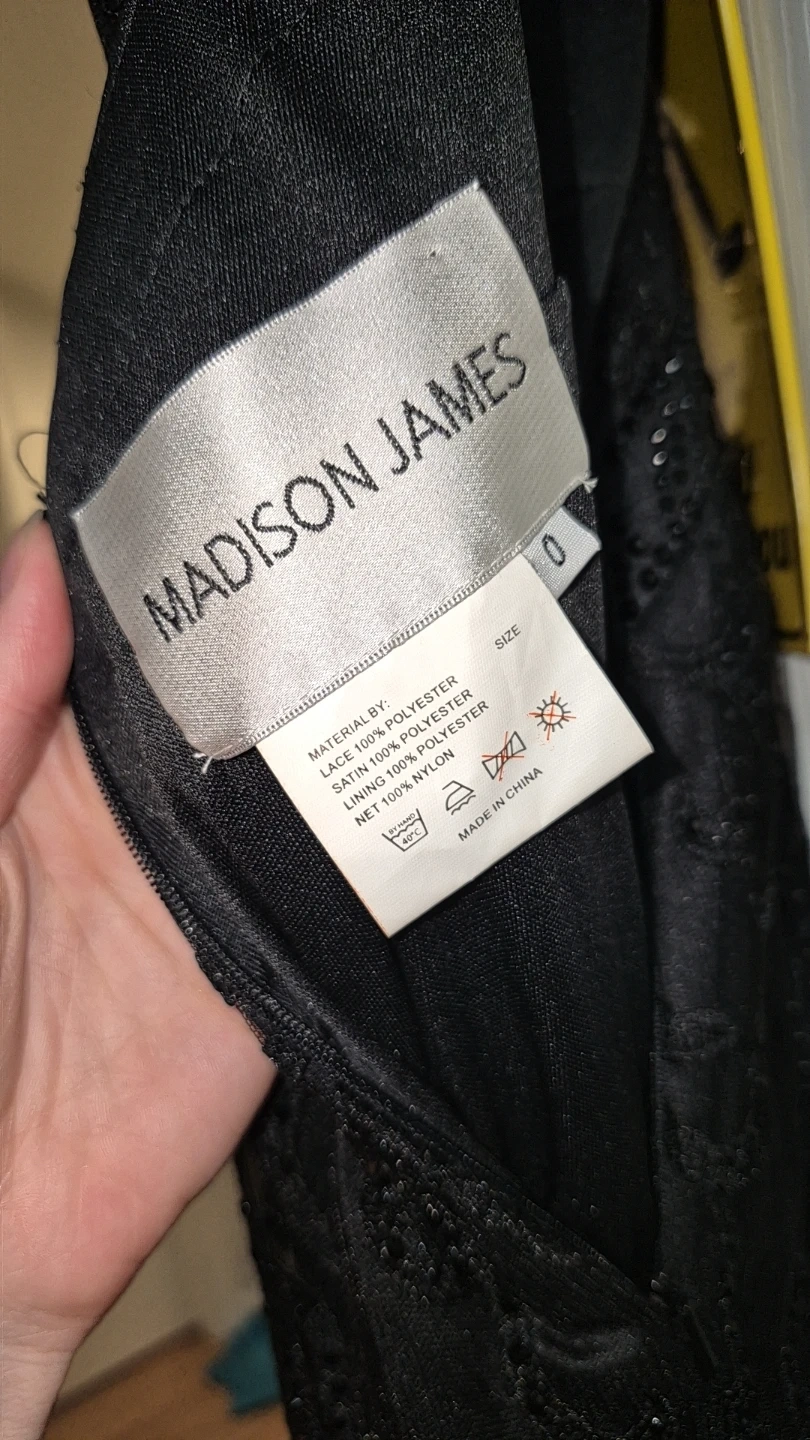 MADISON JAMES
0
SIZE
MATERIAL BY:
LACE 100% POLYESTER
SATIN 100% POLYESTER
LINING 100% POLYESTER
NET 100% NYLON
BY HAND
40°C
MADE IN CHINA